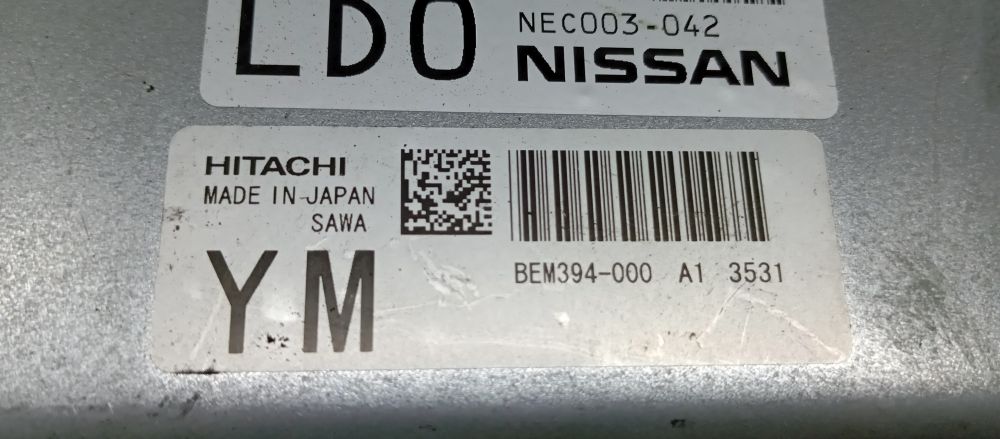 NEC003-042
LDO NISSAN
HITACHI
MADE IN JAPAN
SAWA
YM
BEM394-000 A1 3531